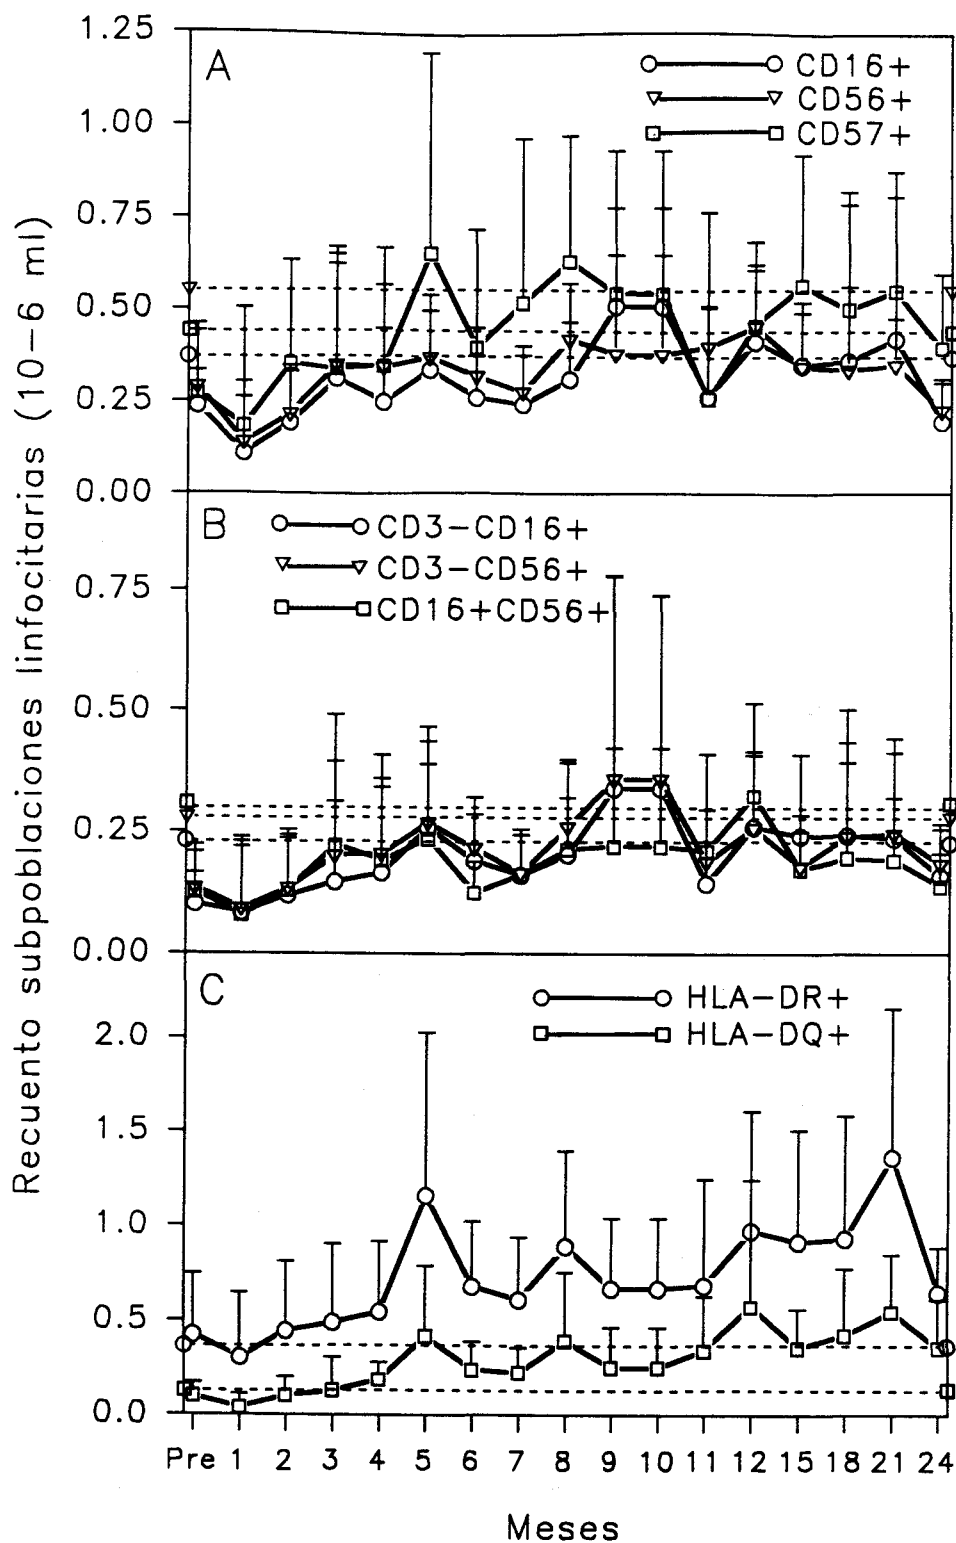 Recuento subpoblaciones linfocitarias (10-6 ml)
A
1.25
1.00
0.75
0.50
0.25
0.00
CD16+
CD56+
CD57+
B
0.75
0.50
0.25
0.00
CD3-CD16+
CD3-CD56+
CD16+CD56+
C
2.0
1.5
1.0
0.5
0.0
HLA-DR+
HLA-DQ+
Pre 1 2 3 4 5 6 7 8 9 10 11 12 15 18 21 24
Meses